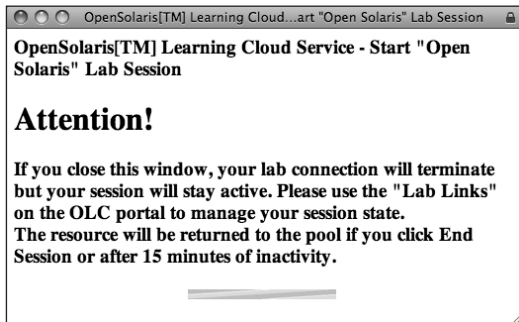 OpenSolaris[TM] Learning Cloud...art "Open Solaris" Lab Session
OpenSolaris[TM] Learning Cloud Service - Start "Open
Solaris" Lab Session
Attention!
If you close this window, your lab connection will terminate
but your session will stay active. Please use the "Lab Links"
on the OLC portal to manage your session state.
The resource will be returned to the pool if you click End
Session or after 15 minutes of inactivity.